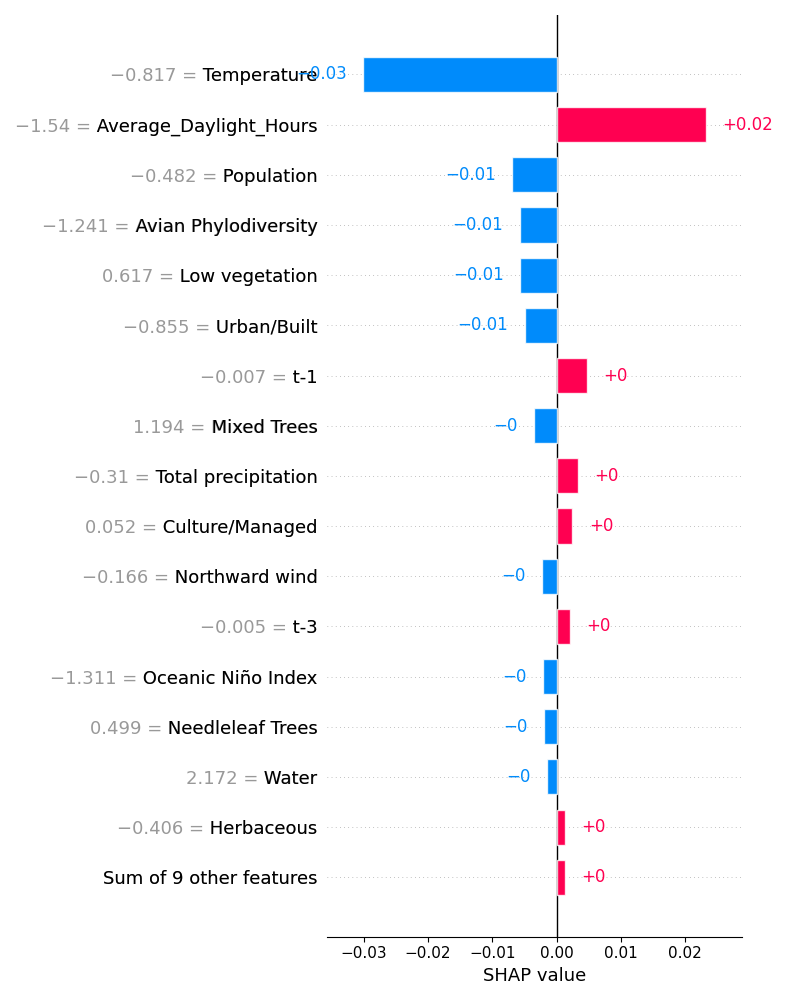 −0.817 = Temperature −0.03
−1.54 = Average_Daylight_Hours +0.02
−0.482 = Population −0.01
−1.241 = Avian Phylodiversity −0.01
0.617 = Low vegetation −0.01
−0.855 = Urban/Built −0.01
−0.007 = t-1 +0
1.194 = Mixed Trees −0
−0.31 = Total precipitation +0
0.052 = Culture/Managed +0
−0.166 = Northward wind −0
−0.005 = t-3 +0
−1.311 = Oceanic Niño Index −0
0.499 = Needleleaf Trees −0
2.172 = Water −0
−0.406 = Herbaceous +0
Sum of 9 other features +0
−0.03 −0.02 −0.01 0.00 0.01 0.02
SHAP value